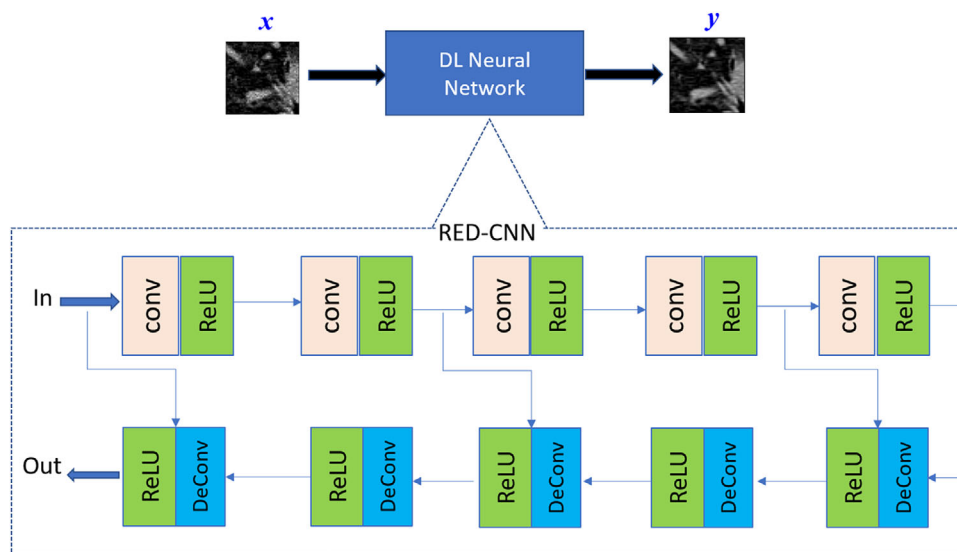 x
y
DL Neural
Network
RED-CNN
In
conv
ReLU
conv
ReLU
conv
ReLU
conv
ReLU
conv
ReLU
Out
ReLU
DeConv
ReLU
DeConv
ReLU
DeConv
ReLU
DeConv
ReLU
DeConv